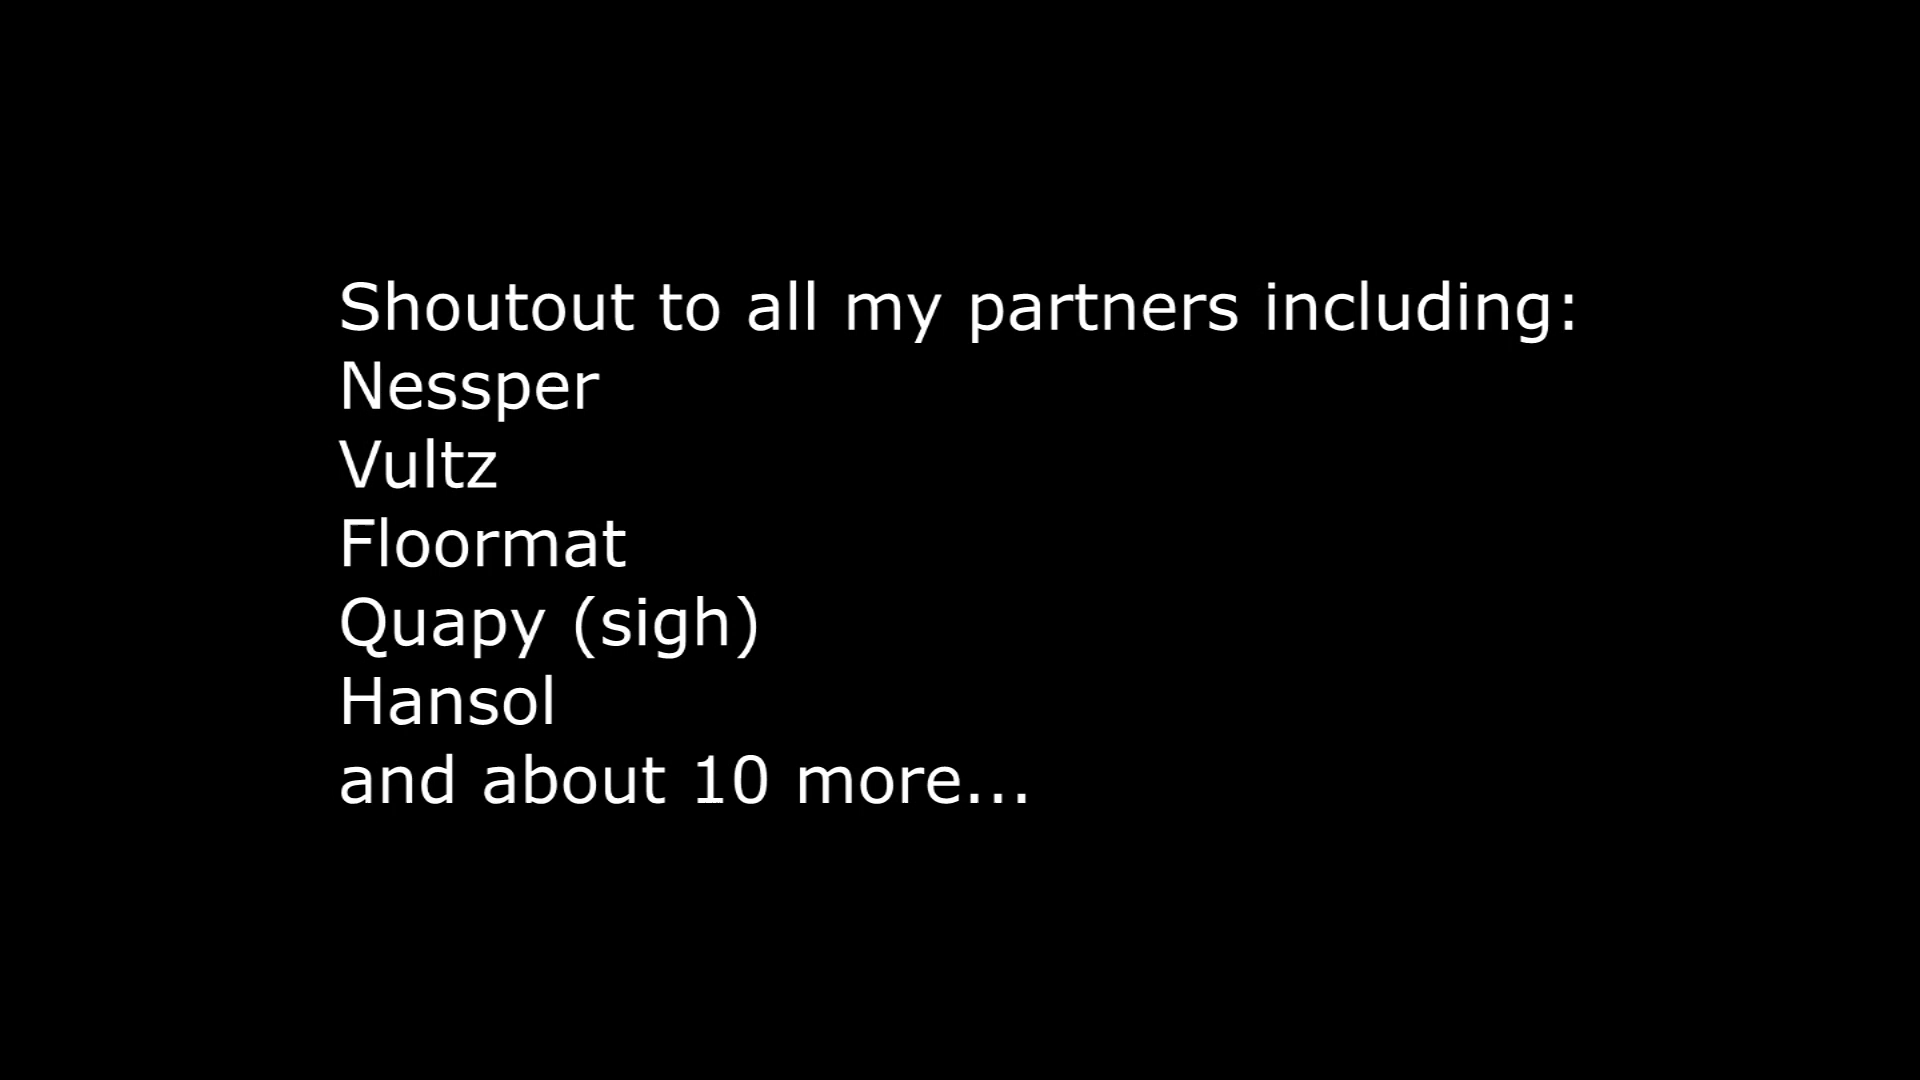 Shoutout to all my partners including:
Nessper
Vultz
Floormat
Quapy (sigh)
Hansol
and about 10 more...